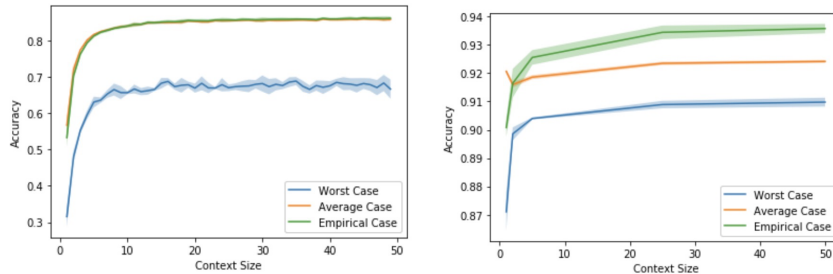 0.8
0.7
0.6
0.5
0.4
0.3
Accuracy
0 10 20 30 40 50
Context Size
Worst Case
Average Case
Empirical Case
0.94
0.93
0.92
0.91
0.90
0.89
0.88
0.87
Accuracy
0 10 20 30 40 50
Context Size
Worst Case
Average Case
Empirical Case